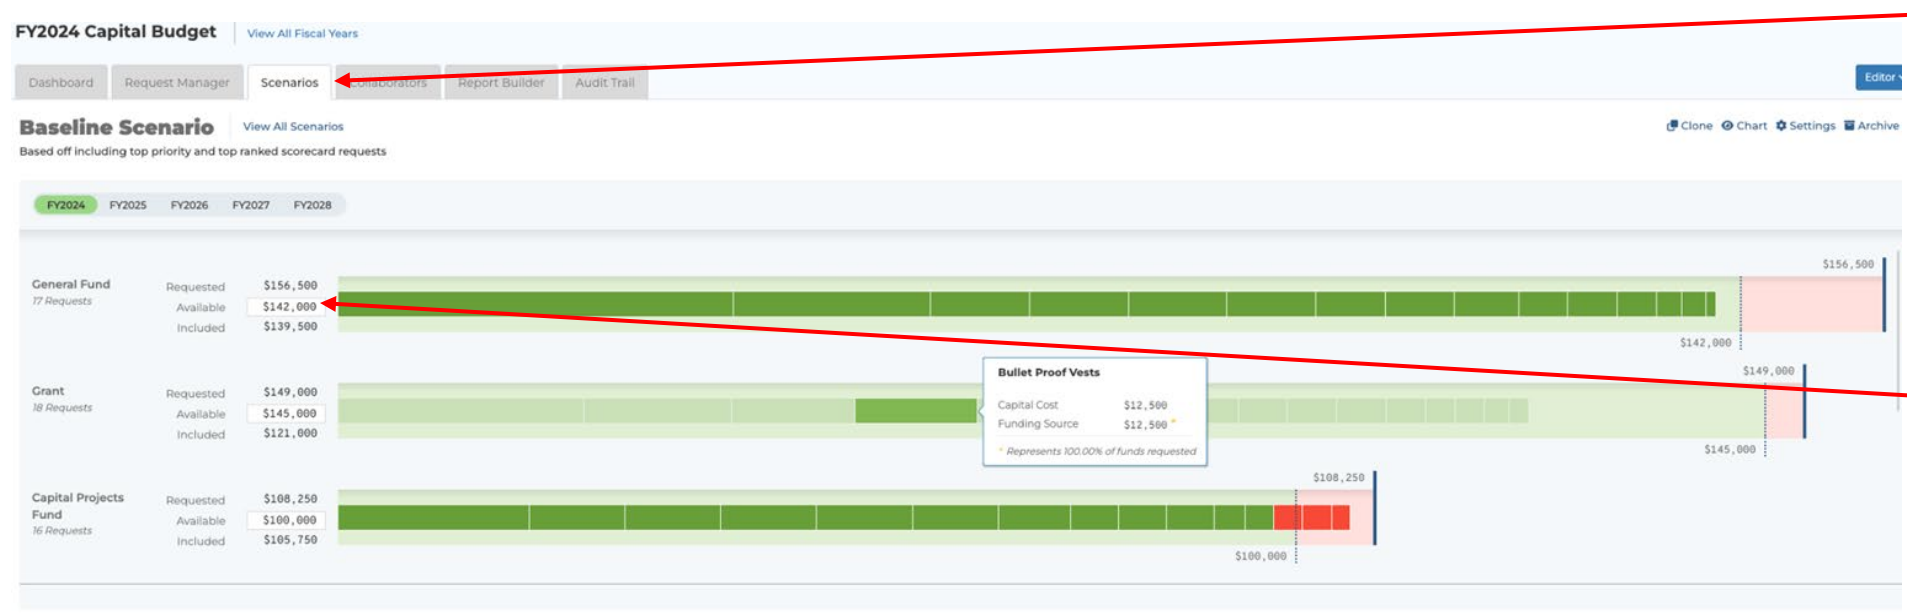 FY2024 Capital Budget View All Fiscal Years
Dashboard Request Manager Scenarios Collaborators Report Builder Audit Trail Editor
Baseline Scenario View All Scenarios Clone Chart Settings Archive
Based off including top priority and top ranked scorecard requests
FY2024 FY2025 FY2026 FY2027 FY2028
$156,500
General Fund Requested $156,500
17 Requests Available $142,000
Included $139,500
$142,000
Bullet Proof Vests
$149,000
Grant Requested $149,000
18 Requests Available $145,000
Included $121,000
Capital Cost $12,500
Funding Source $12,500 *
* Represents 100.00% of funds requested
$145,000
$108,250
Capital Projects Fund Requested $108,250
16 Requests Available $100,000
Included $105,750
$100,000